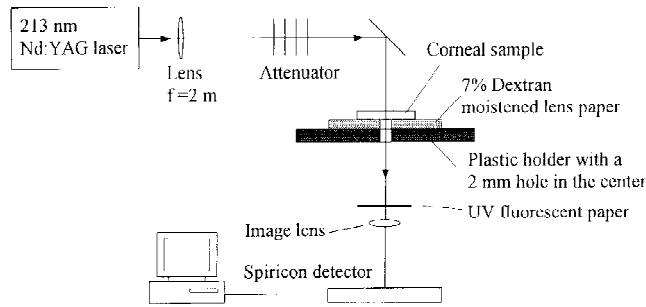 213 nm
Nd:YAG laser
Lens
f=2 m
Attenuator
Corneal sample
7% Dextran
moistened lens paper
Plastic holder with a
2 mm hole in the center
UV fluorescent paper
Image lens
Spiricon detector